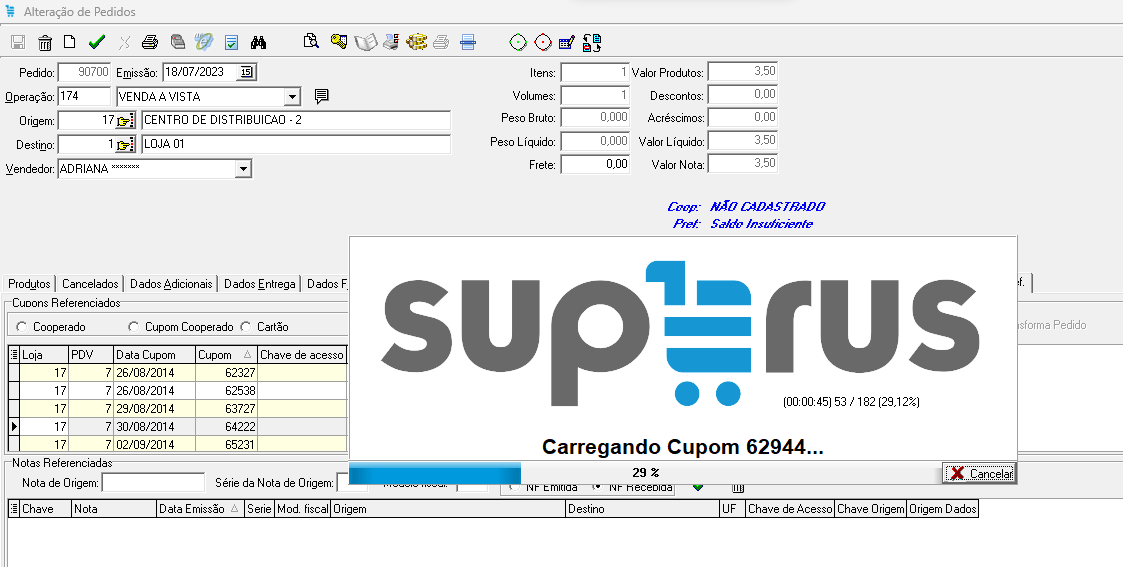 Alteração de Pedidos
Pedido: 90700 Emissão: 18/07/2023 15
Operação: 174 VENDA A VISTA
Origem: 17 CENTRO DE DISTRIBUICAO - 2
Destino: 1 LOJA 01
Vendedor: ADRIANA *******
Itens: 1 Valor Produtos: 3,50
Volumes: 1 Descontos: 0,00
Peso Bruto: 0,000 Acréscimos: 0,00
Peso Líquido: 0,000 Valor Líquido: 3,50
Frete: 0,00 Valor Nota: 3,50
Coop: NÃO CADASTRADO
Pref: Saldo Insuficiente
Produtos Cancelados Dados Adicionais Dados Entrega Dados F
ef.
Cupons Referenciados
Cooperado Cupom Cooperado Cartão
nsforma Pedido
Loja PDV Data Cupom Cupom Chave de acesso
17 7 26/08/2014 62327
17 7 26/08/2014 62538
17 7 29/08/2014 63727
17 7 30/08/2014 64222
17 7 02/09/2014 65231
superus
(00:00:45) 53 / 182 (29,12%)
Carregando Cupom 62944...
29 %
Cancelar
Notas Referenciadas
Nota de Origem: Série da Nota de Origem: Modelo fiscal: NF Emitida NF Recebida
Chave Nota Data Emissão Serie Mod. fiscal Origem Destino UF Chave de Acesso Chave Origem Origem Dados